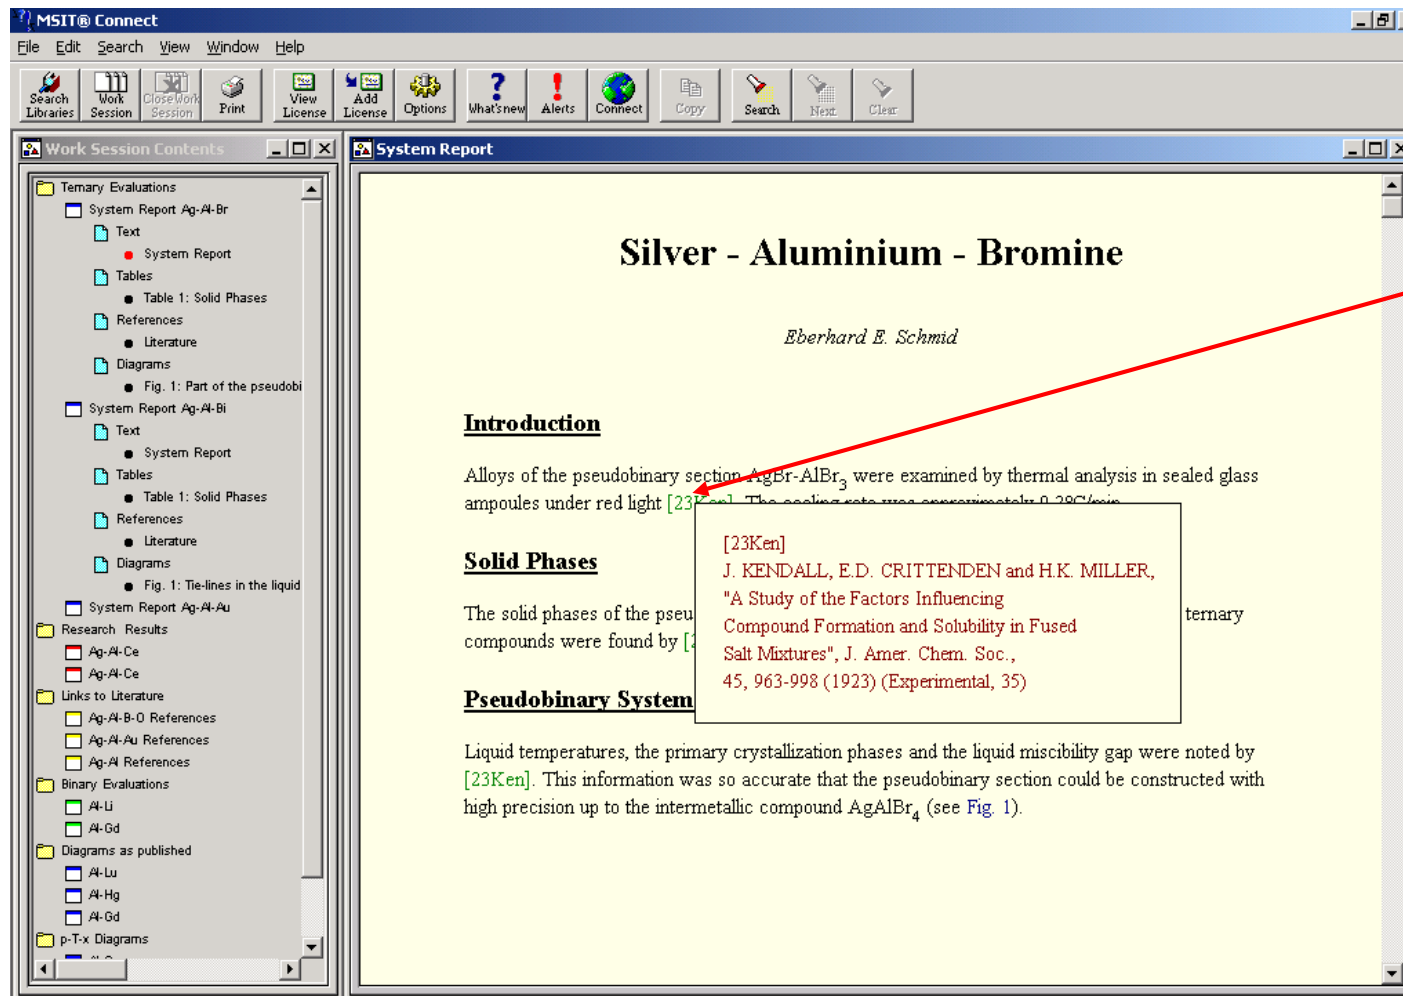 MSIT® Connect
File Edit Search View Window Help
Search Libraries
Work Session
Close Work Session
Print
View License
Add License
Options
What's new
Alerts
Connect
Copy
Search
Next
Clear
Work Session Contents
Ternary Evaluations
System Report Ag-Al-Br
Text
System Report
Tables
Table 1: Solid Phases
References
Literature
Diagrams
Fig. 1: Part of the pseudobi
System Report Ag-Al-Bi
Text
System Report
Tables
Table 1: Solid Phases
References
Literature
Diagrams
Fig. 1: Tie-lines in the liquid
System Report Ag-Al-Au
Research Results
Ag-Al-Ce
Ag-Al-Ce
Links to Literature
Ag-Al-B-O References
Ag-Al-Au References
Ag-Al References
Binary Evaluations
Al-Li
Al-Gd
Diagrams as published
Al-Lu
Al-Hg
Al-Gd
p-T-x Diagrams
System Report
Silver - Aluminium - Bromine
Eberhard E. Schmid
Introduction
Alloys of the pseudobinary section AgBr-AlBr3 were examined by thermal analysis in sealed glass
ampoules under red light [23Ken]. The cooling rate was approximately 0.2°C/min.
[23Ken]
J. KENDALL, E.D. CRITTENDEN and H.K. MILLER,
"A Study of the Factors Influencing
Compound Formation and Solubility in Fused
Salt Mixtures", J. Amer. Chem. Soc.,
45, 963-998 (1923) (Experimental, 35)
Solid Phases
The solid phases of the pseu ternary
compounds were found by [2
Pseudobinary System
Liquid temperatures, the primary crystallization phases and the liquid miscibility gap were noted by
[23Ken]. This information was so accurate that the pseudobinary section could be constructed with
high precision up to the intermetallic compound AgAlBr4 (see Fig. 1).